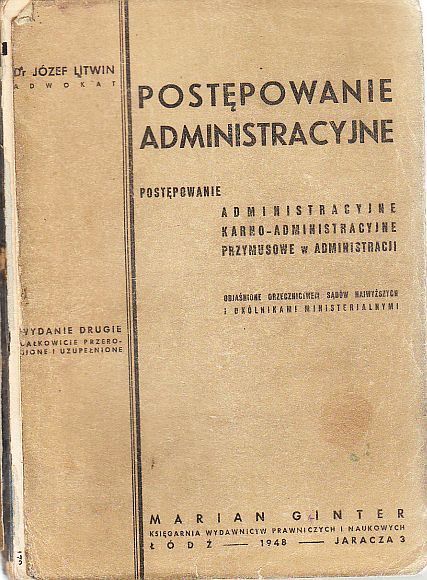 Dr JÓZEF LITWIN
ADWOKAT
POSTĘPOWANIE
ADMINISTRACYJNE
POSTĘPOWANIE
ADMINISTRACYJNE
KARNO-ADMINISTRACYJNE
PRZYMUSOWE w ADMINISTRACJI
OBJAŚNIONE ORZECZNICTWEM SĄDÓW NAJWYŻSZYCH
I OKÓLNIKAMI MINISTERIALNYMI
WYDANIE DRUGIE
CAŁKOWICIE PRZERO-
BIONE I UZUPEŁNIONE
MARIAN GINTER
KSIĘGARNIA WYDAWNICTW PRAWNICZYCH I NAUKOWYCH
ŁÓDŹ — 1948 — JARACZA 3